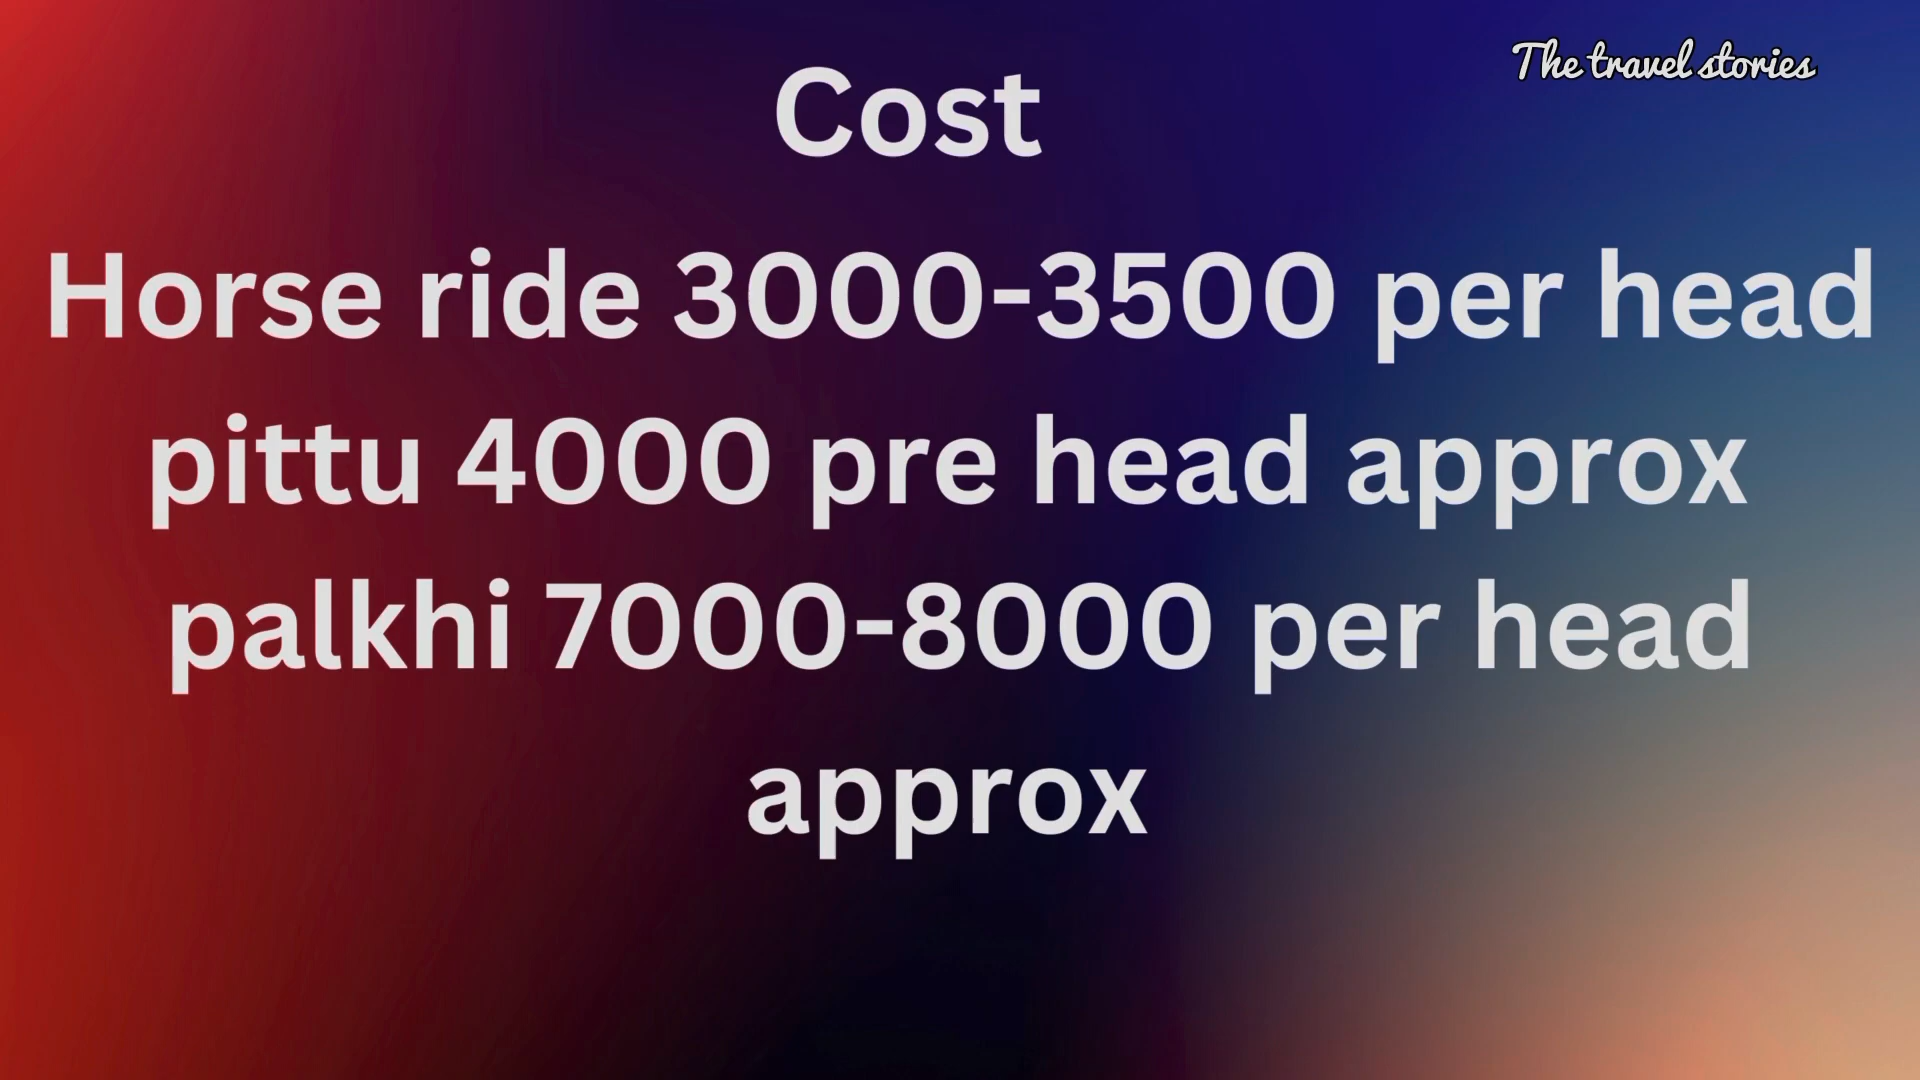 The travel stories
Cost
Horse ride 3000-3500 per head
pittu 4000 pre head approx
palkhi 7000-8000 per head
approx